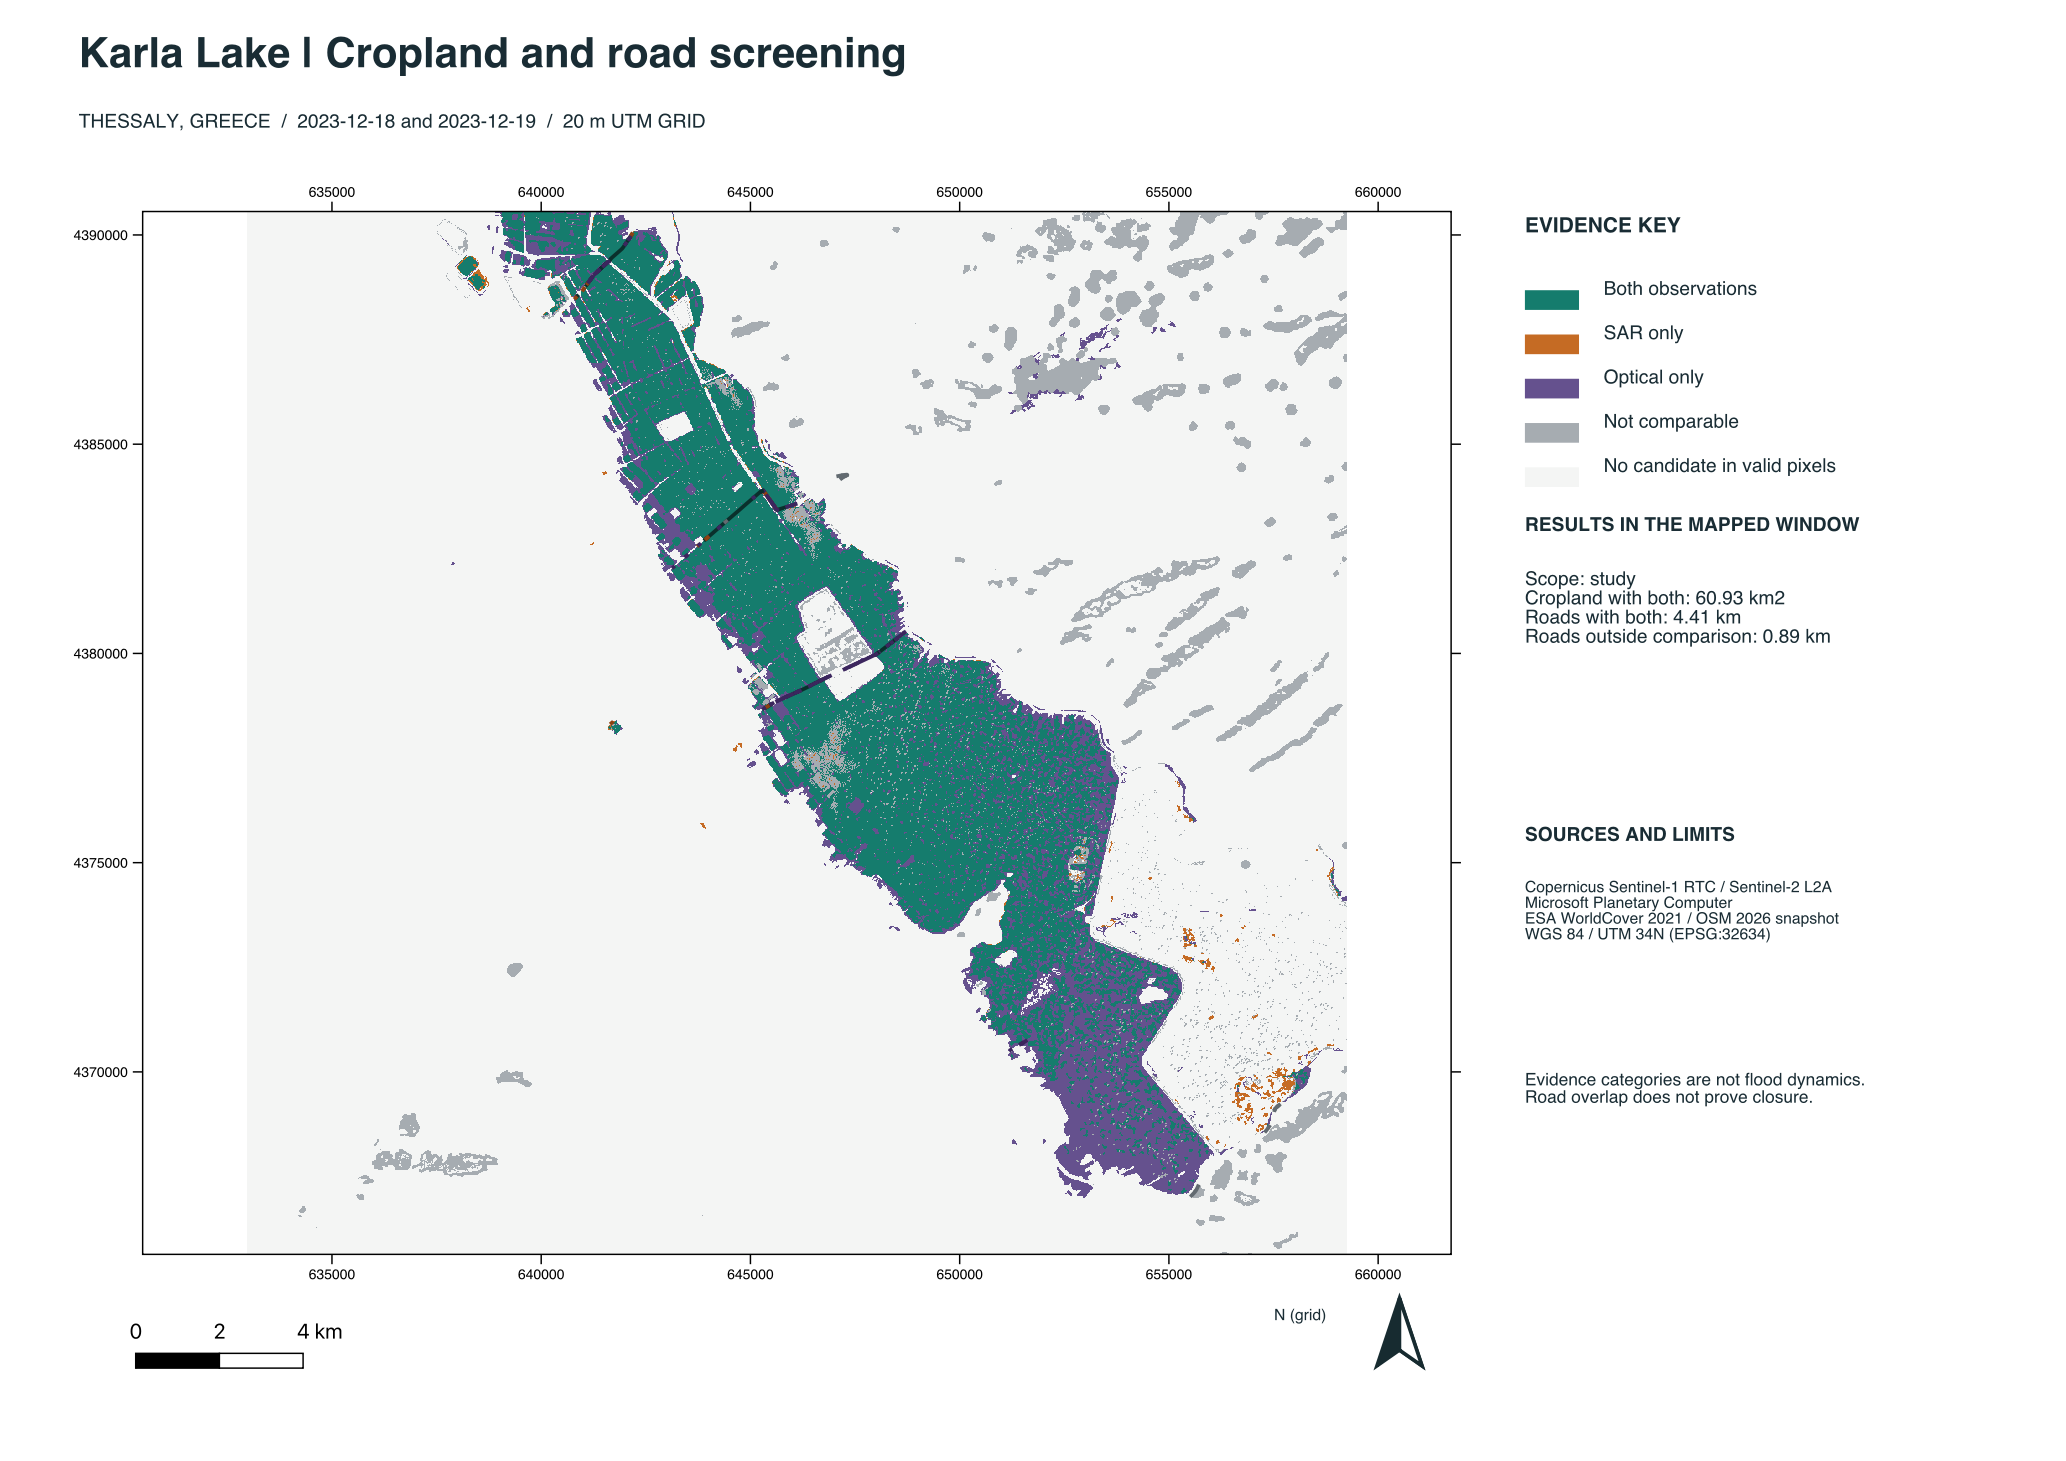 Karla Lake | Cropland and road screening
THESSALY, GREECE / 2023-12-18 and 2023-12-19 / 20 m UTM GRID
635000 640000 645000 650000 655000 660000
4390000
4385000
4380000
4375000
4370000
635000 640000 645000 650000 655000 660000
0 2 4 km
N (grid)
EVIDENCE KEY
Both observations
SAR only
Optical only
Not comparable
No candidate in valid pixels
RESULTS IN THE MAPPED WINDOW
Scope: study
Cropland with both: 60.93 km2
Roads with both: 4.41 km
Roads outside comparison: 0.89 km
SOURCES AND LIMITS
Copernicus Sentinel-1 RTC / Sentinel-2 L2A
Microsoft Planetary Computer
ESA WorldCover 2021 / OSM 2026 snapshot
WGS 84 / UTM 34N (EPSG:32634)
Evidence categories are not flood dynamics.
Road overlap does not prove closure.